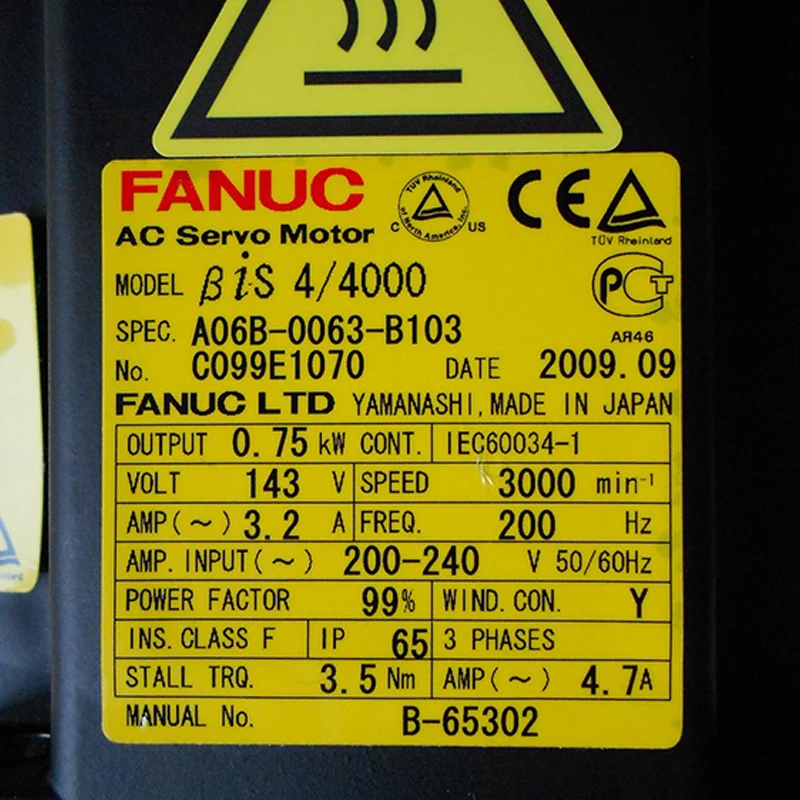 FANUC
TÜV Rheinland of North America, Inc.
C US
CE
TÜV Rheinland
AC Servo Motor
MODEL βiS 4/4000
PCT
SPEC. A06B-0063-B103
АЯ46
No. C099E1070 DATE 2009.09
FANUC LTD YAMANASHI, MADE IN JAPAN
OUTPUT 0.75 kW CONT. IEC60034-1
VOLT 143 V SPEED 3000 min⁻¹
AMP(~) 3.2 A FREQ. 200 Hz
AMP. INPUT(~) 200-240 V 50/60Hz
POWER FACTOR 99% WIND. CON. Y
INS. CLASS F IP 65 3 PHASES
STALL TRQ. 3.5 Nm AMP(~) 4.7A
MANUAL No. B-65302